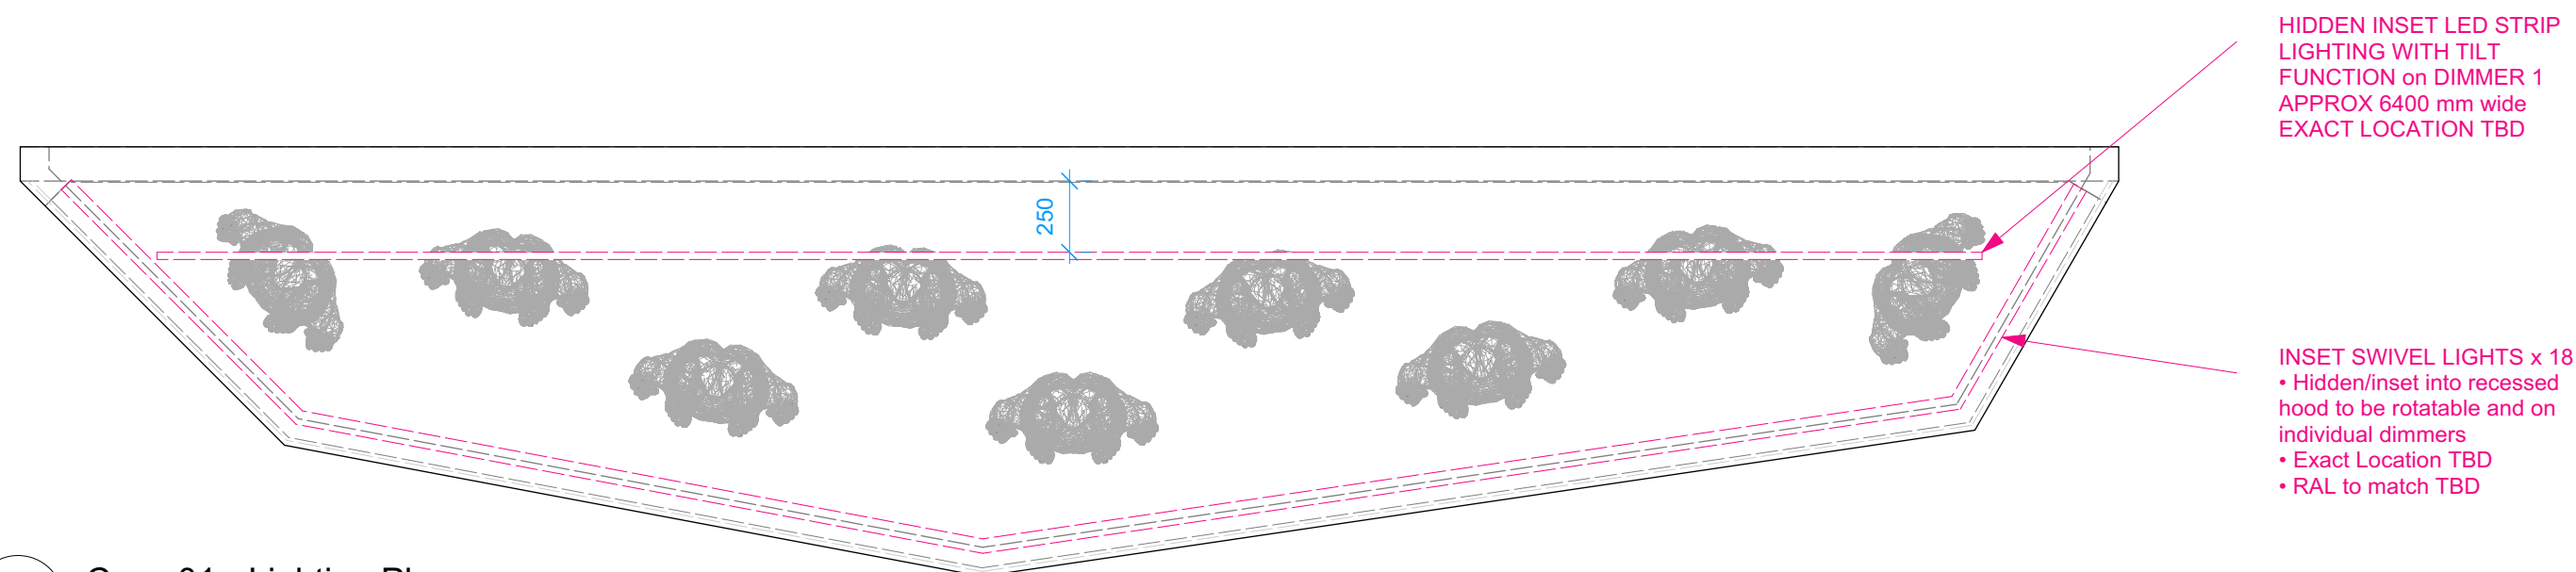 HIDDEN INSET LED STRIP
LIGHTING WITH TILT
FUNCTION on DIMMER 1
APPROX 6400 mm wide
EXACT LOCATION TBD
250
INSET SWIVEL LIGHTS x 18
• Hidden/inset into recessed
hood to be rotatable and on
individual dimmers
• Exact Location TBD
• RAL to match TBD